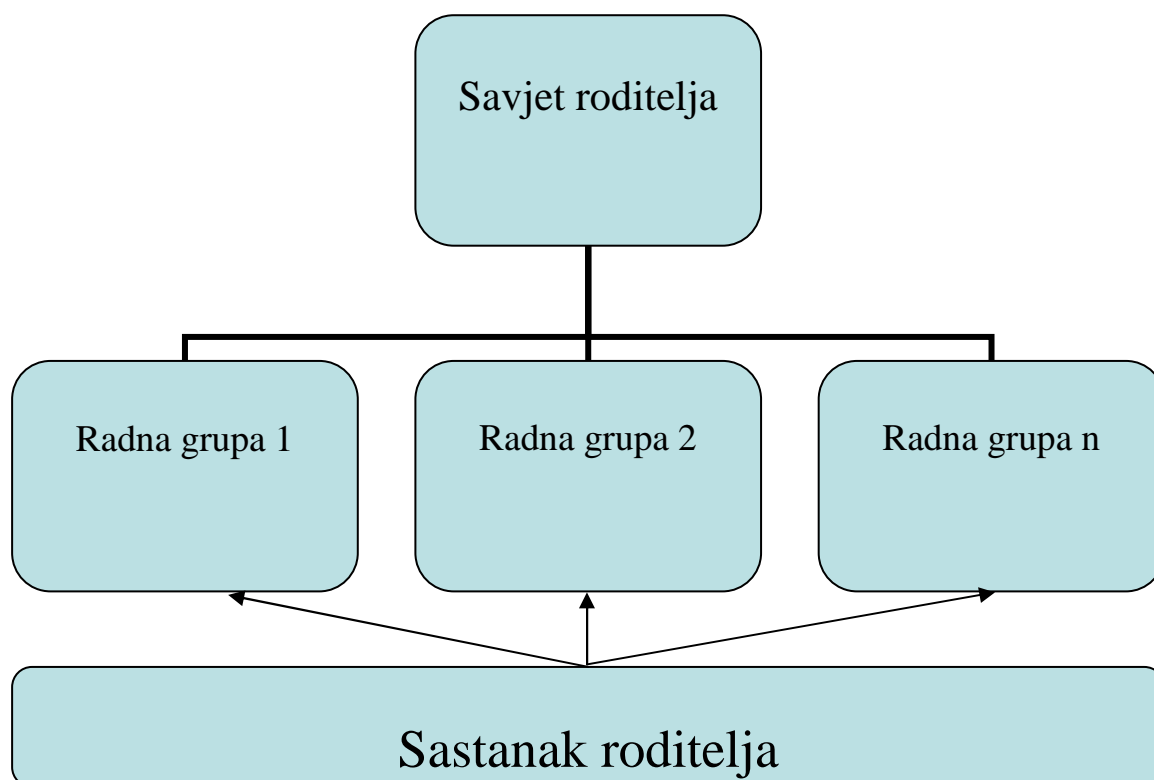 Savjet roditelja
Radna grupa 1
Radna grupa 2
Radna grupa n
Sastanak roditelja